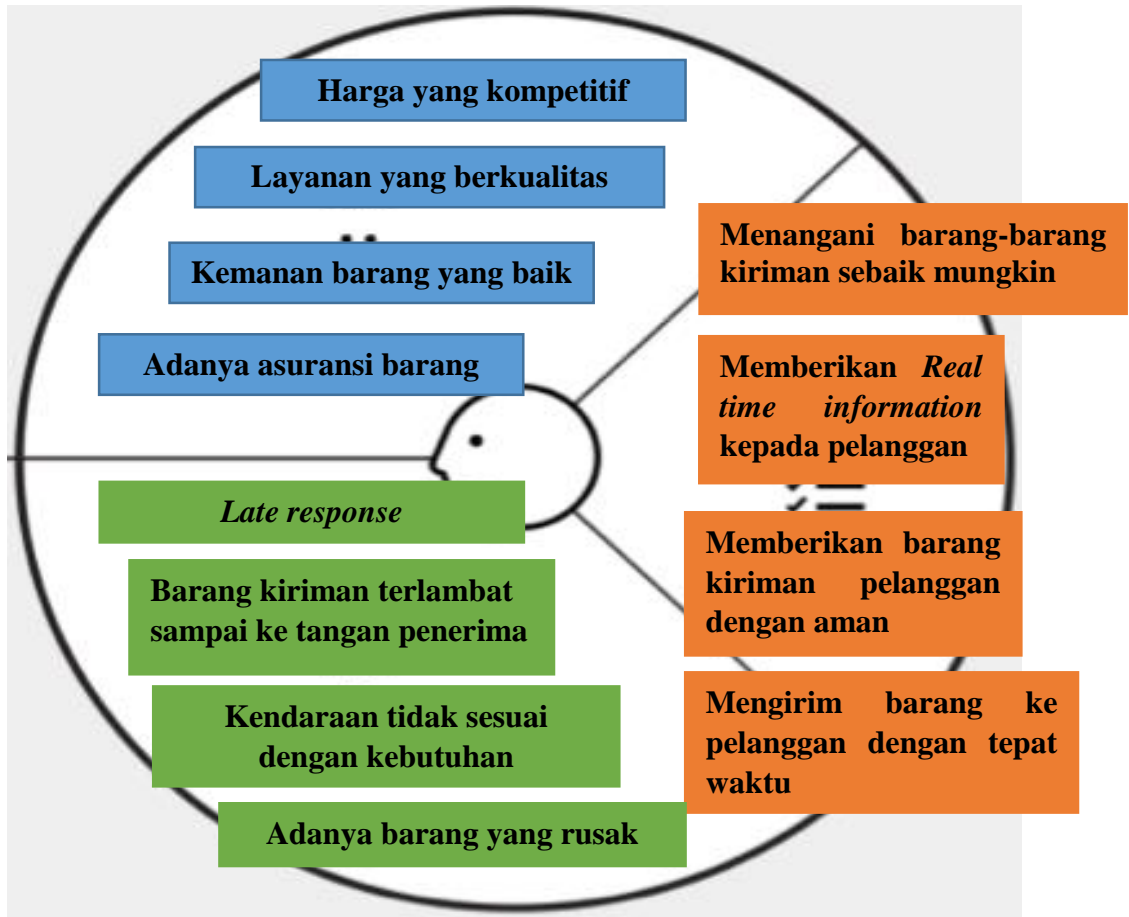 Harga yang kompetitif
Layanan yang berkualitas
Kemanan barang yang baik
Adanya asuransi barang
Menangani barang-barang
kiriman sebaik mungkin
Memberikan Real
time information
kepada pelanggan
Memberikan barang
kiriman pelanggan
dengan aman
Mengirim barang ke
pelanggan dengan tepat
waktu
Late response
Barang kiriman terlambat
sampai ke tangan penerima
Kendaraan tidak sesuai
dengan kebutuhan
Adanya barang yang rusak